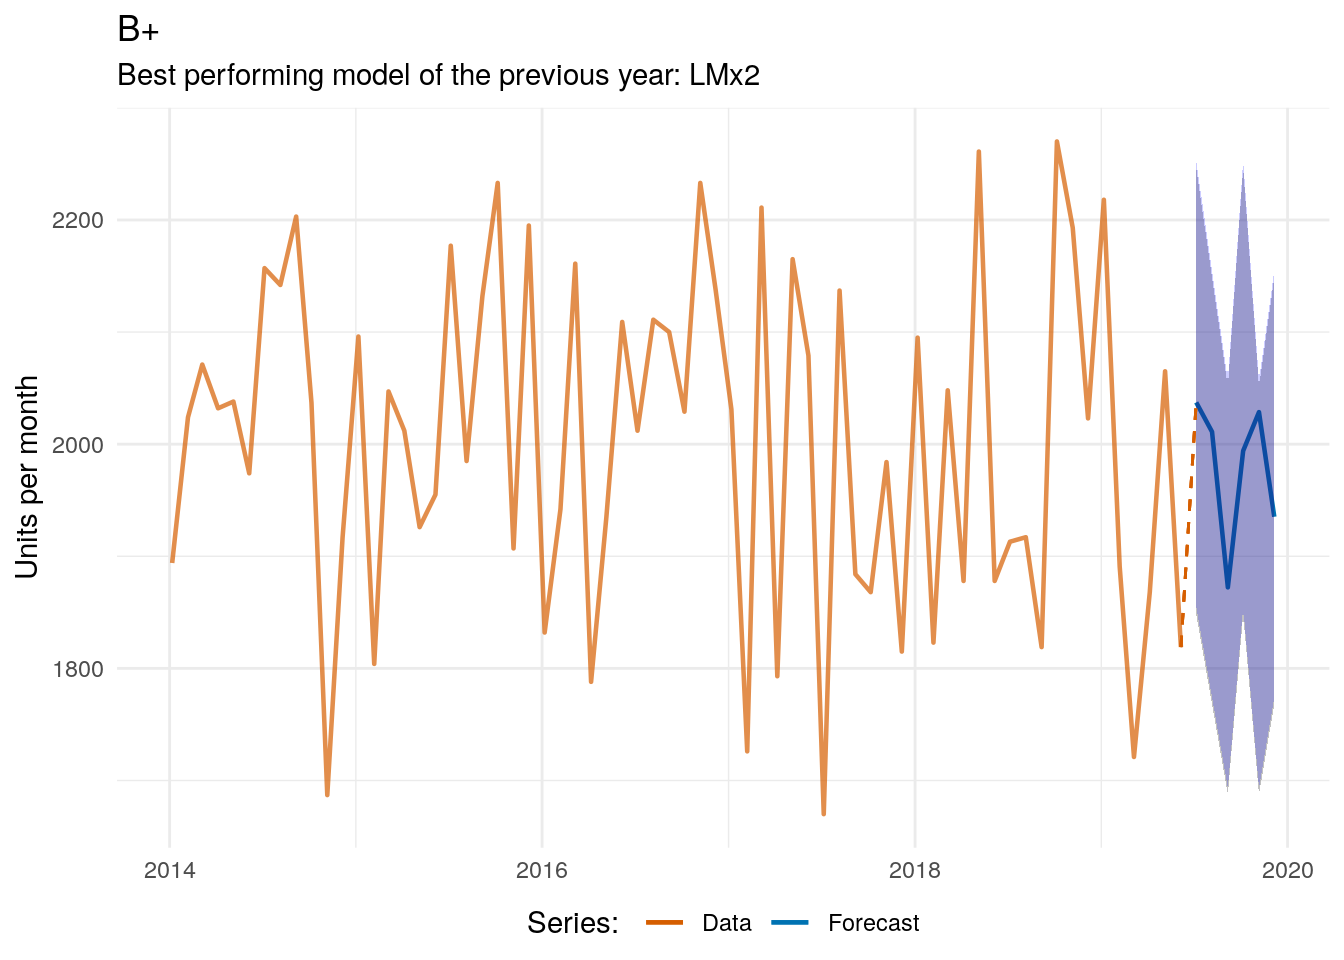 B+
Best performing model of the previous year: LMx2
Units per month
2200
2000
1800
2014 2016 2018 2020
Series: Data Forecast